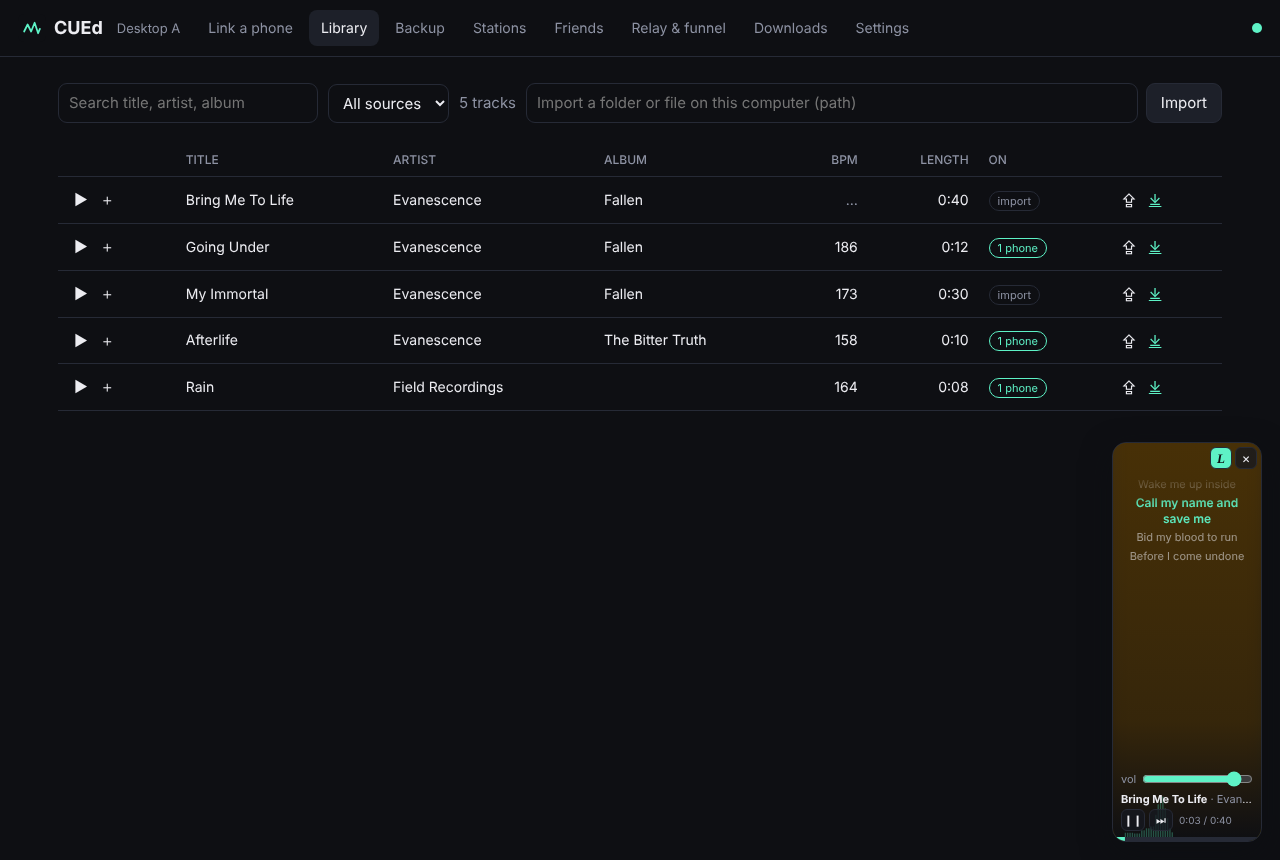 CUEd Desktop A Link a phone Library Backup Stations Friends Relay & funnel Downloads Settings
Search title, artist, album All sources 5 tracks Import a folder or file on this computer (path) Import
TITLE ARTIST ALBUM BPM LENGTH ON
+ Bring Me To Life Evanescence Fallen ... 0:40 import
+ Going Under Evanescence Fallen 186 0:12 1 phone
+ My Immortal Evanescence Fallen 173 0:30 import
+ Afterlife Evanescence The Bitter Truth 158 0:10 1 phone
+ Rain Field Recordings 164 0:08 1 phone
L ×
Wake me up inside
Call my name and
save me
Bid my blood to run
Before I come undone
vol
Bring Me To Life · Evan...
0:03 / 0:40